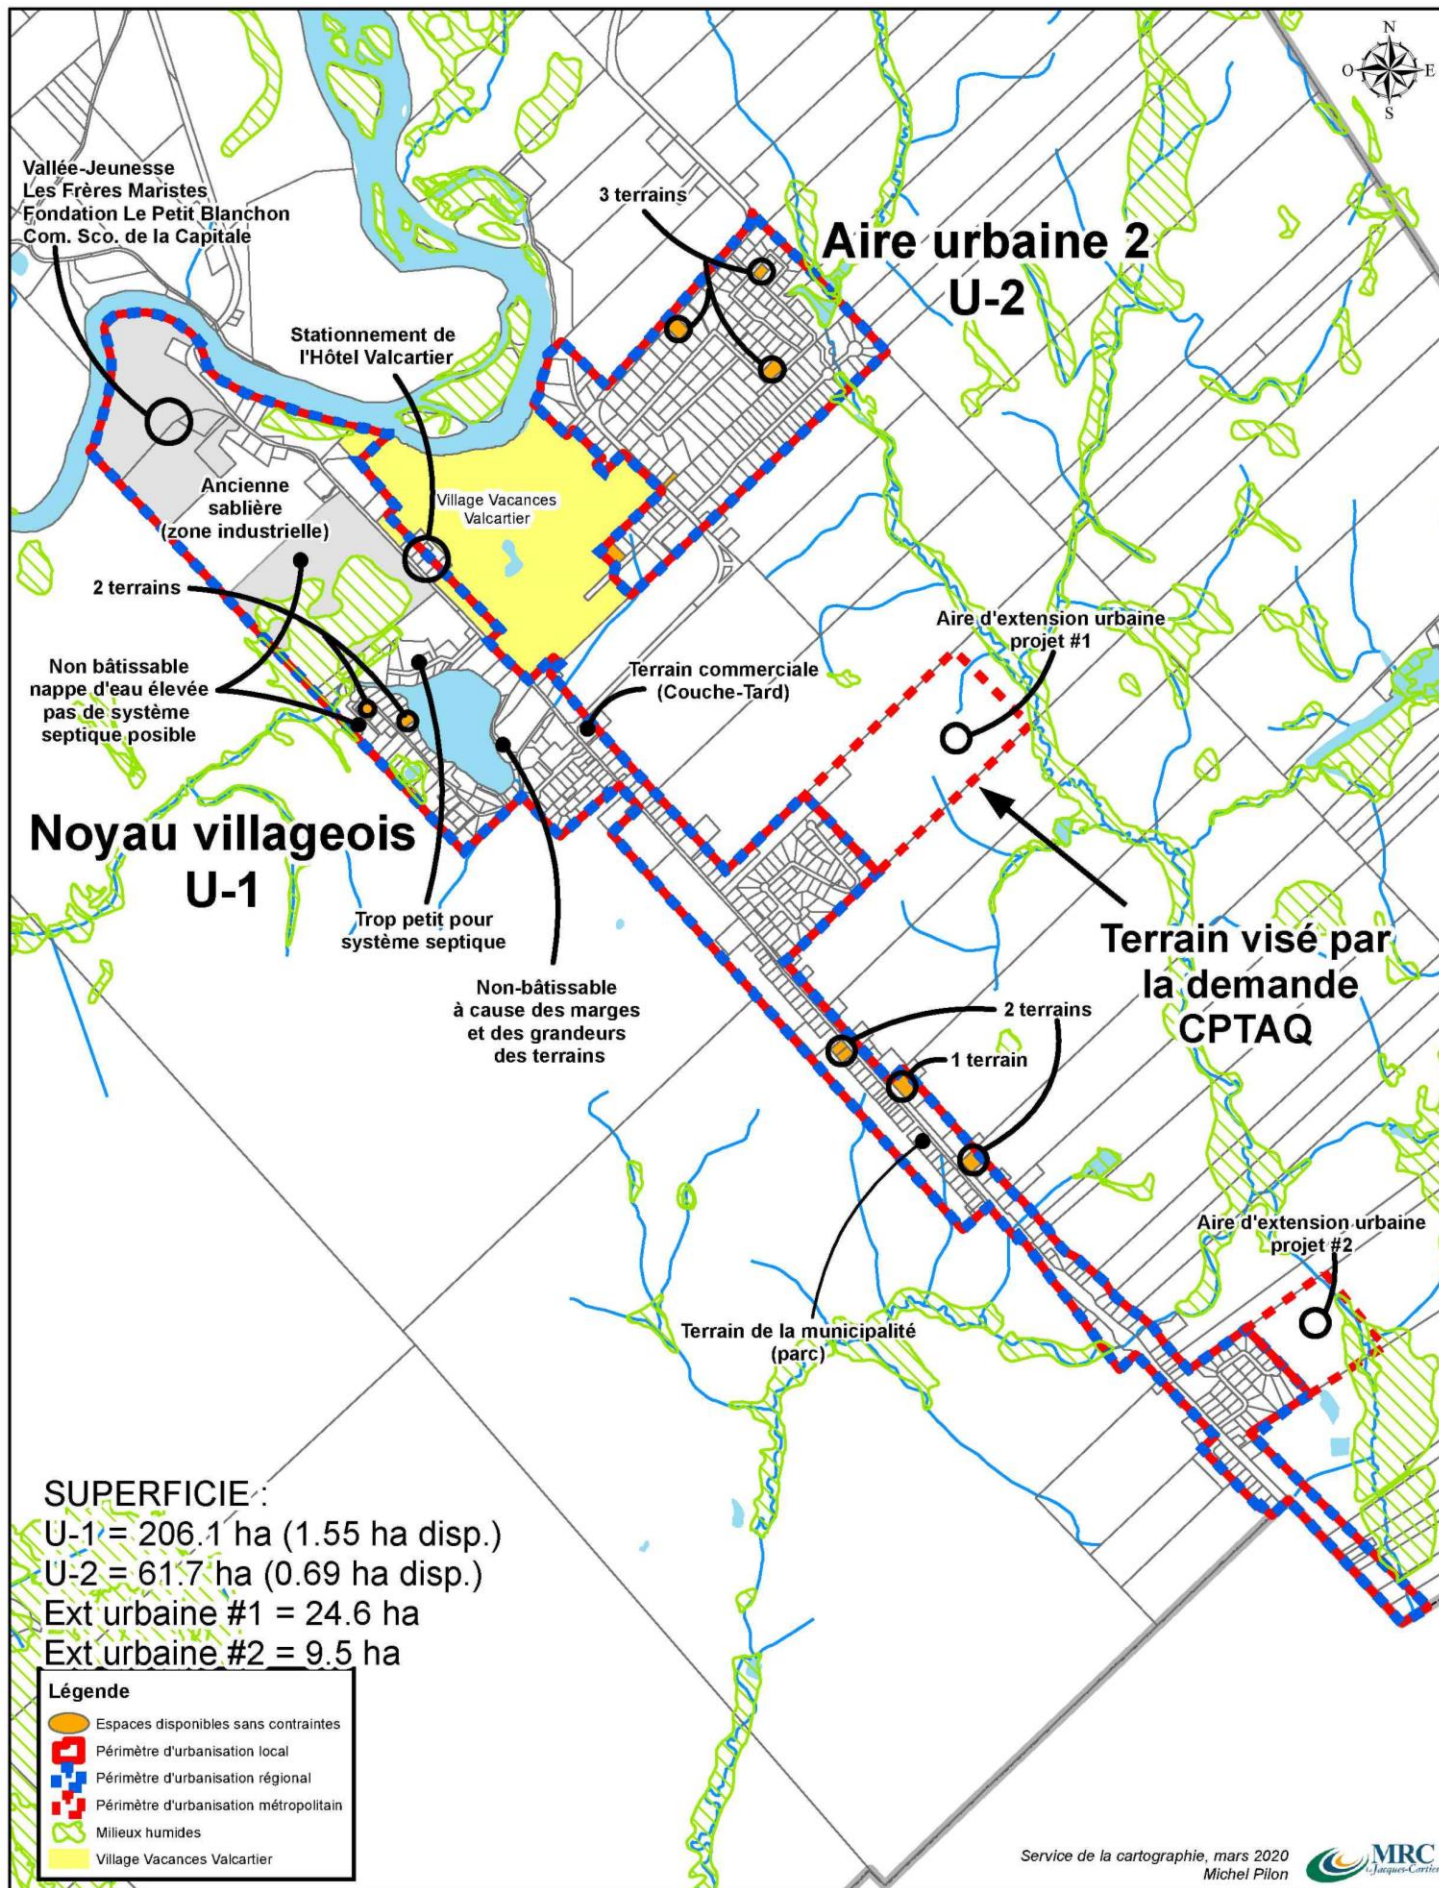 N
O
E
S
Vallée-Jeunesse
Les Frères Maristes
Fondation Le Petit Blanchon
Com. Sco. de la Capitale
3 terrains
Aire urbaine 2
U-2
Stationnement de
l'Hôtel Valcartier
Ancienne
sablière
(zone industrielle)
Village Vacances
Valcartier
2 terrains
Aire d'extension urbaine
projet #1
Non bâtissable
nappe d'eau élevée
pas de système
septique posible
Terrain commerciale
(Couche-Tard)
Noyau villageois
U-1
Trop petit pour
système septique
Terrain visé par
la demande
CPTAQ
Non-bâtissable
à cause des marges
et des grandeurs
des terrains
2 terrains
1 terrain
Aire d'extension urbaine
projet #2
Terrain de la municipalité
(parc)
SUPERFICIE :
U-1 = 206.1 ha (1.55 ha disp.)
U-2 = 61.7 ha (0.69 ha disp.)
Ext urbaine #1 = 24.6 ha
Ext urbaine #2 = 9.5 ha
Légende
Espaces disponibles sans contraintes
Périmètre d'urbanisation local
Périmètre d'urbanisation régional
Périmètre d'urbanisation métropolitain
Milieux humides
Village Vacances Valcartier
Service de la cartographie, mars 2020
Michel Pilon
MRC
La Jacques-Cartier